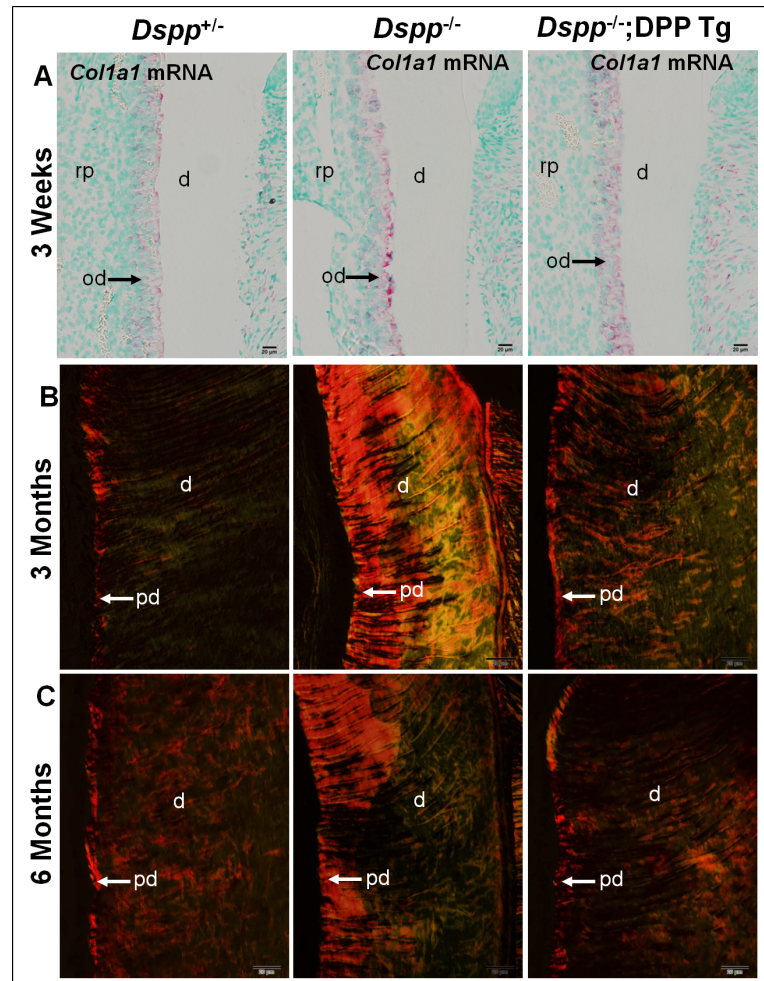 Dspp+/- Dspp-/- Dspp-/-;DPP Tg
A
3 Weeks
Col1a1 mRNA
rp
d
od
20 µm
Col1a1 mRNA
rp
d
od
20 µm
Col1a1 mRNA
rp
d
od
20 µm
B
3 Months
d
pd
d
pd
d
pd
C
6 Months
d
pd
d
pd
d
pd